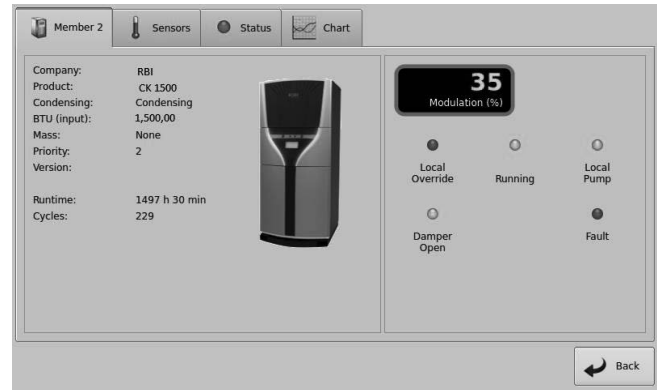 Member 2
Sensors
Status
Chart
Company: RBI
Product: CK 1500
Condensing: Condensing
BTU (input): 1,500,00
Mass: None
Priority: 2
Version:
Runtime: 1497 h 30 min
Cycles: 229
35
Modulation (%)
Local
Override
Running
Local
Pump
Damper
Open
Fault
Back